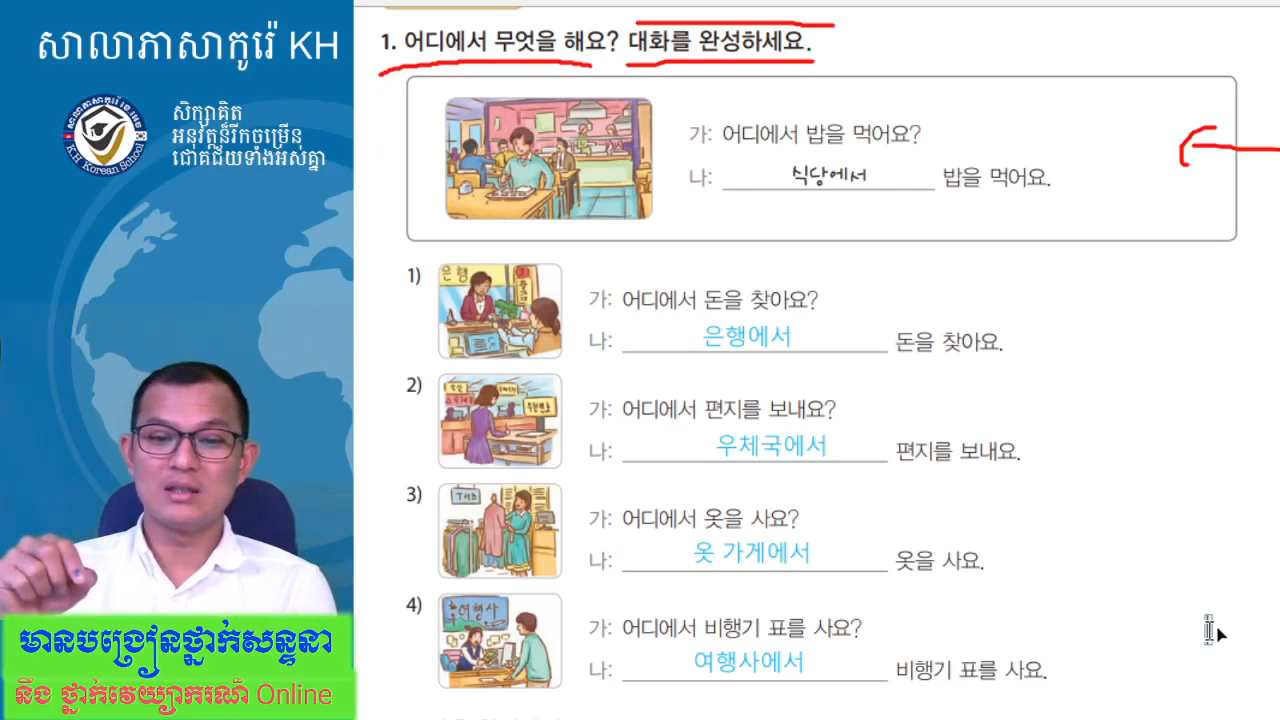 សាលាភាសាកូរ៉េ KH
សិក្សាគិត
អនុវត្តន៍រីកចម្រើន
ជោគជ័យទាំងអស់គ្នា
K.H Korean School
មានបង្រៀនថ្នាក់សន្ទនា
និង ថ្នាក់វេយ្យាករណ៍ Online
1. 어디에서 무엇을 해요? 대화를 완성하세요.
가: 어디에서 밥을 먹어요?
나: 식당에서 밥을 먹어요.
1)
은행
가: 어디에서 돈을 찾아요?
나: 은행에서 돈을 찾아요.
2)
가: 어디에서 편지를 보내요?
나: 우체국에서 편지를 보내요.
3)
가: 어디에서 옷을 사요?
나: 옷 가게에서 옷을 사요.
4)
여행사
가: 어디에서 비행기 표를 사요?
나: 여행사에서 비행기 표를 사요.